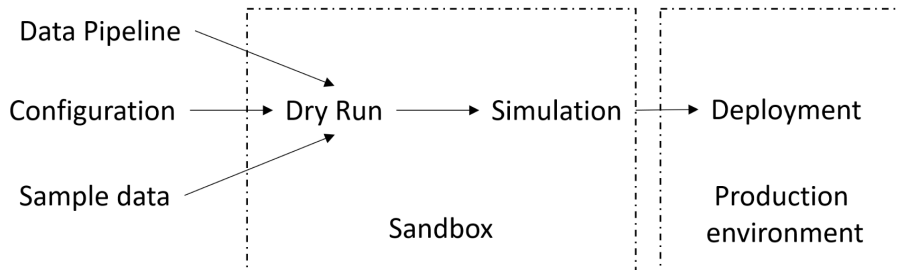 Data Pipeline
Configuration
Dry Run
Simulation
Deployment
Sample data
Sandbox
Production
environment